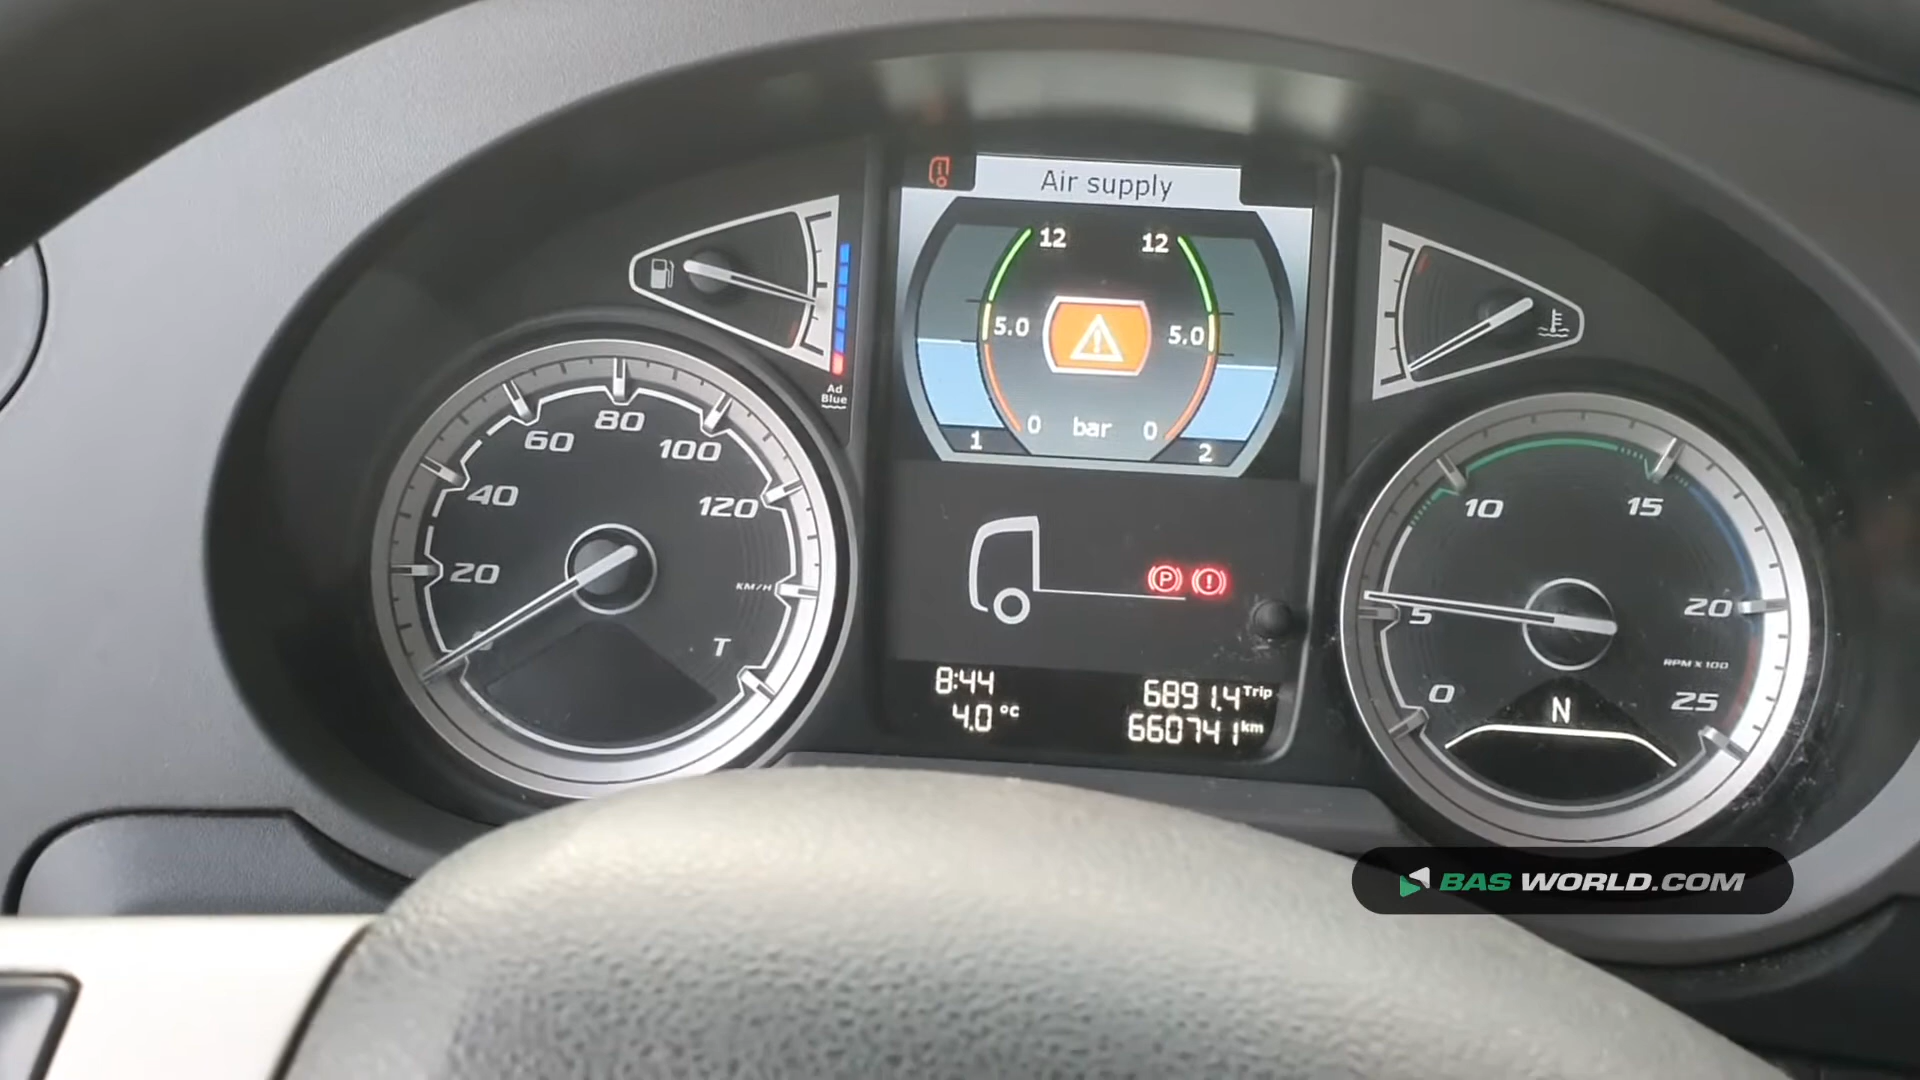 Air supply
12 12
5.0 5.0
0 bar 0
1 2
Ad
Blue
20 40 60 80 100 120
KM/H
T
P
8:44
4.0 °C
6891.4 Trip
660741 km
0 5 10 15 20 25
RPM X 100
N
BAS WORLD.COM